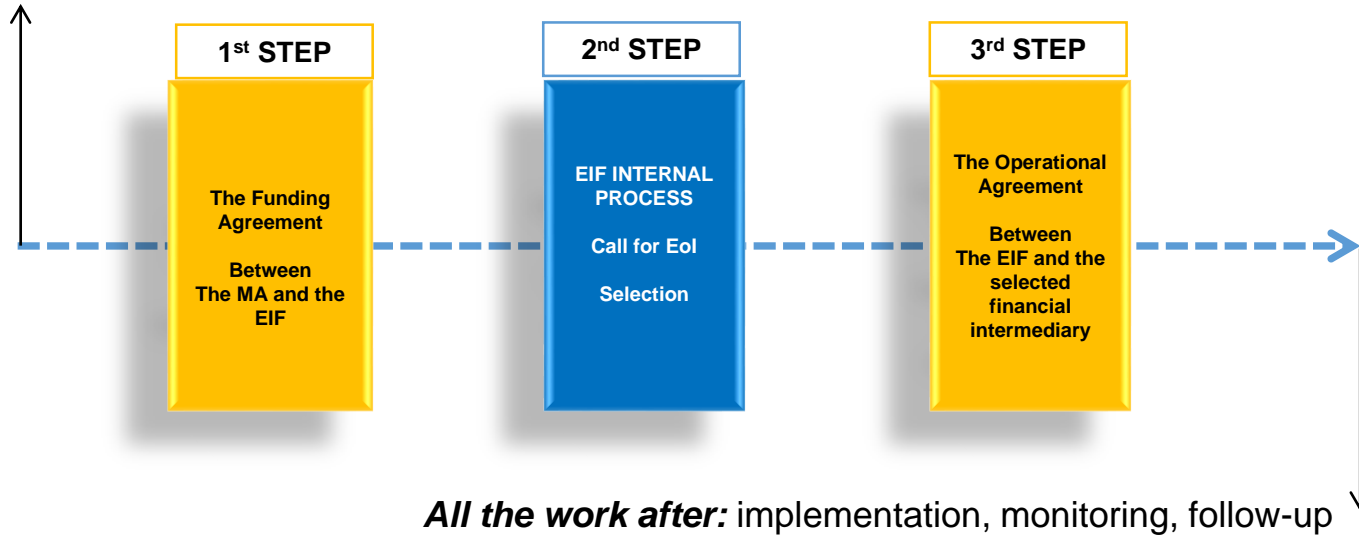 1st STEP
The Funding
Agreement
Between
The MA and the
EIF
2nd STEP
EIF INTERNAL
PROCESS
Call for EoI
Selection
3rd STEP
The Operational
Agreement
Between
The EIF and the
selected
financial
intermediary
All the work after: implementation, monitoring, follow-up